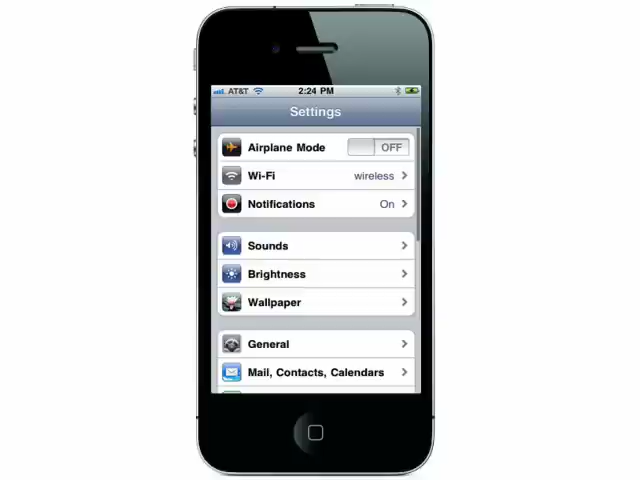 AT&T 2:24 PM
Settings
Airplane Mode OFF
Wi-Fi wireless
Notifications On
Sounds
Brightness
Wallpaper
General
Mail, Contacts, Calendars